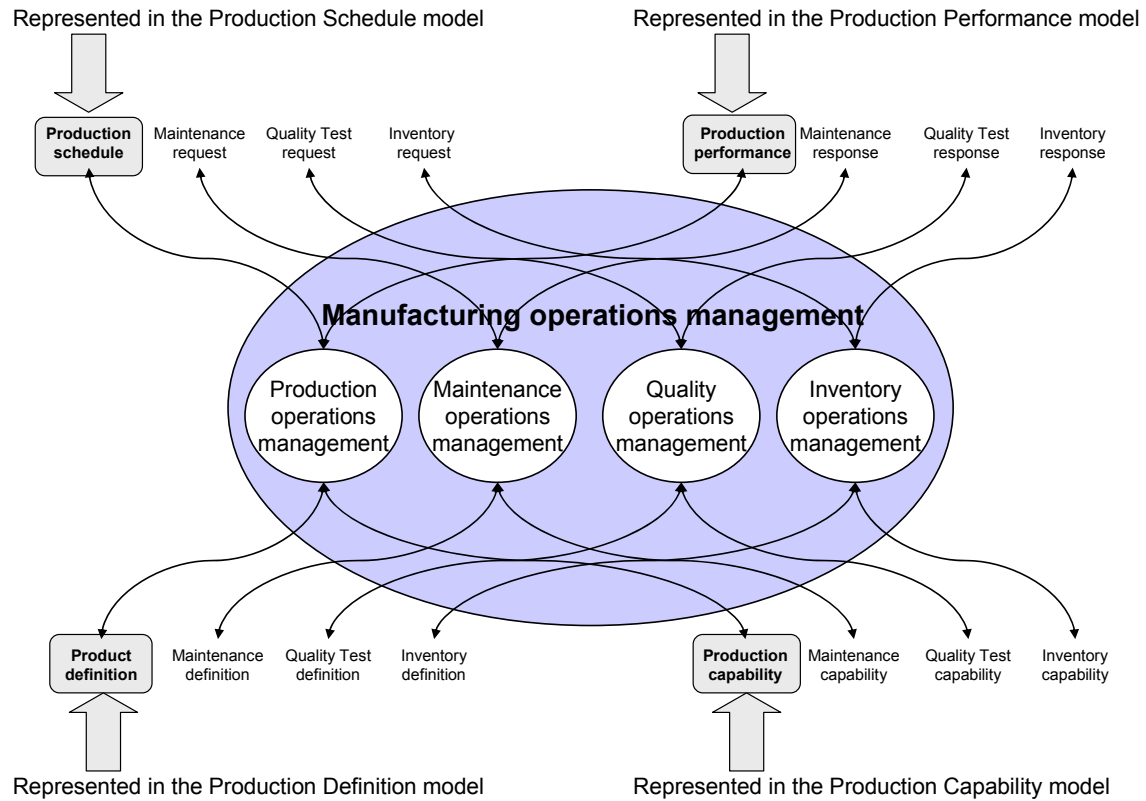 Represented in the Production Schedule model
Represented in the Production Performance model
Production
schedule
Maintenance
request
Quality Test
request
Inventory
request
Production
performance
Maintenance
response
Quality Test
response
Inventory
response
Manufacturing operations management
Production
operations
management
Maintenance
operations
management
Quality
operations
management
Inventory
operations
management
Product
definition
Maintenance
definition
Quality Test
definition
Inventory
definition
Production
capability
Maintenance
capability
Quality Test
capability
Inventory
capability
Represented in the Production Definition model
Represented in the Production Capability model